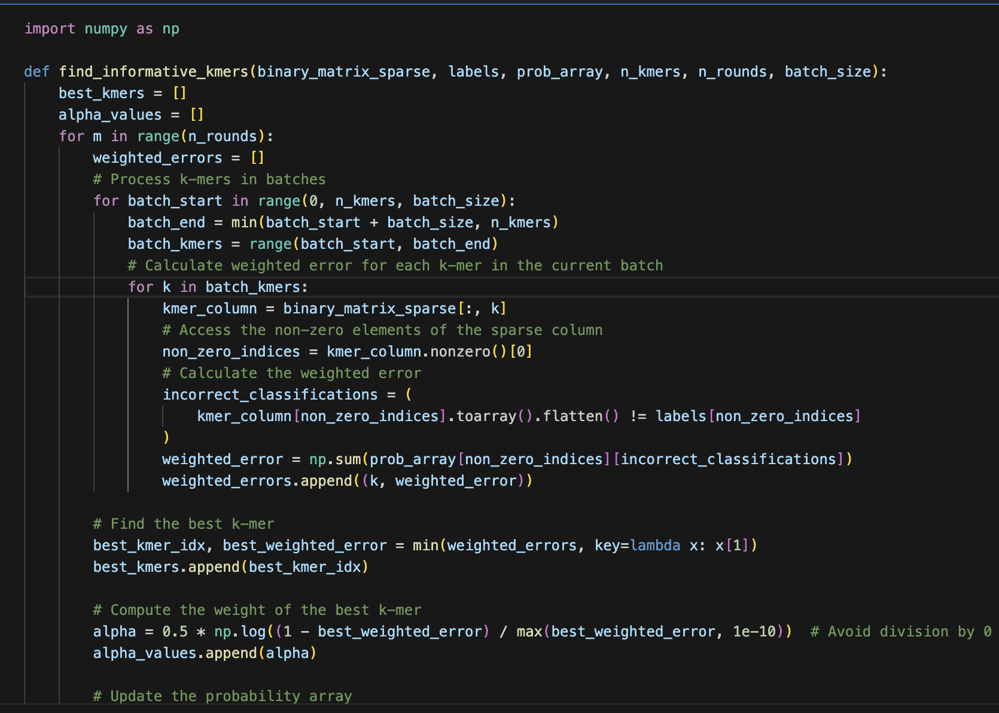 import numpy as np
def find_informative_kmers(binary_matrix_sparse, labels, prob_array, n_kmers, n_rounds, batch_size):
    best_kmers = []
    alpha_values = []
    for m in range(n_rounds):
        weighted_errors = []
        # Process k-mers in batches
        for batch_start in range(0, n_kmers, batch_size):
            batch_end = min(batch_start + batch_size, n_kmers)
            batch_kmers = range(batch_start, batch_end)
            # Calculate weighted error for each k-mer in the current batch
            for k in batch_kmers:
                kmer_column = binary_matrix_sparse[:, k]
                # Access the non-zero elements of the sparse column
                non_zero_indices = kmer_column.nonzero()[0]
                # Calculate the weighted error
                incorrect_classifications = (
                    kmer_column[non_zero_indices].toarray().flatten() != labels[non_zero_indices]
                )
                weighted_error = np.sum(prob_array[non_zero_indices][incorrect_classifications])
                weighted_errors.append((k, weighted_error))
        # Find the best k-mer
        best_kmer_idx, best_weighted_error = min(weighted_errors, key=lambda x: x[1])
        best_kmers.append(best_kmer_idx)
        # Compute the weight of the best k-mer
        alpha = 0.5 * np.log((1 - best_weighted_error) / max(best_weighted_error, 1e-10))  # Avoid division by 0
        alpha_values.append(alpha)
        # Update the probability array